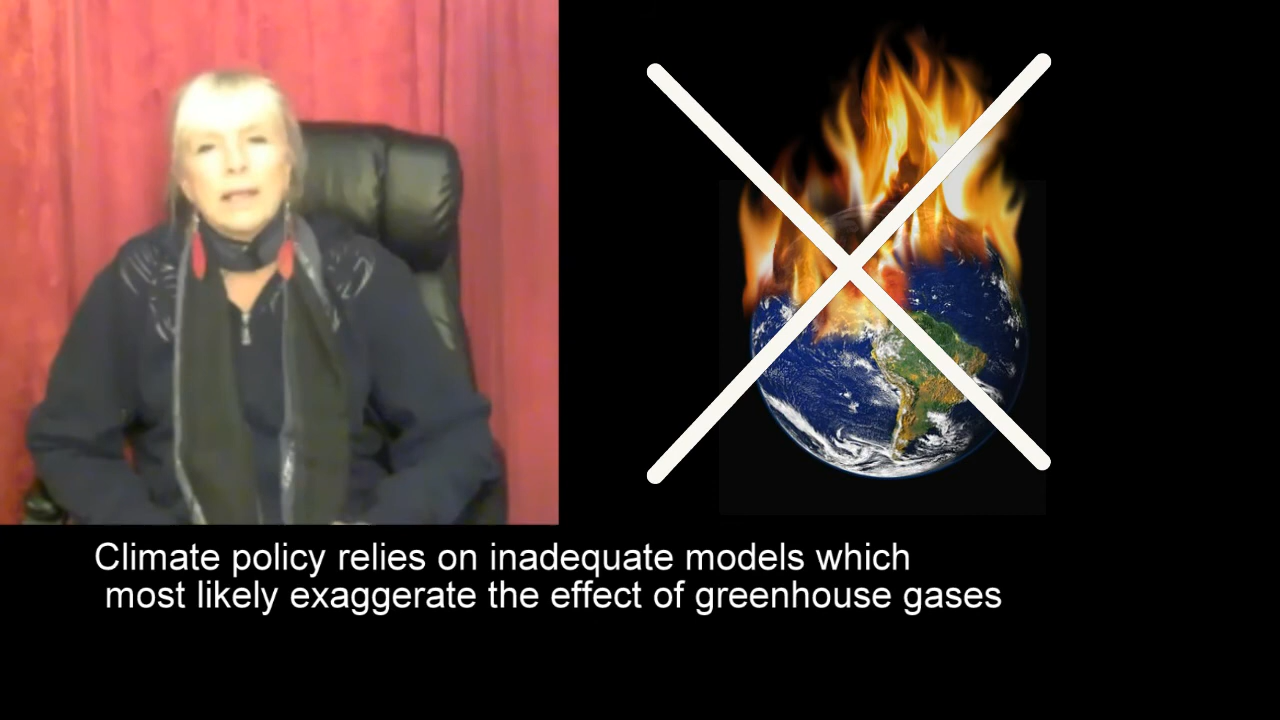 Climate policy relies on inadequate models which
most likely exaggerate the effect of greenhouse gases